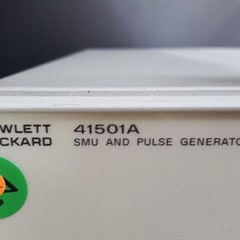 WLETT 41501A
CKARD SMU AND PULSE GENERATO